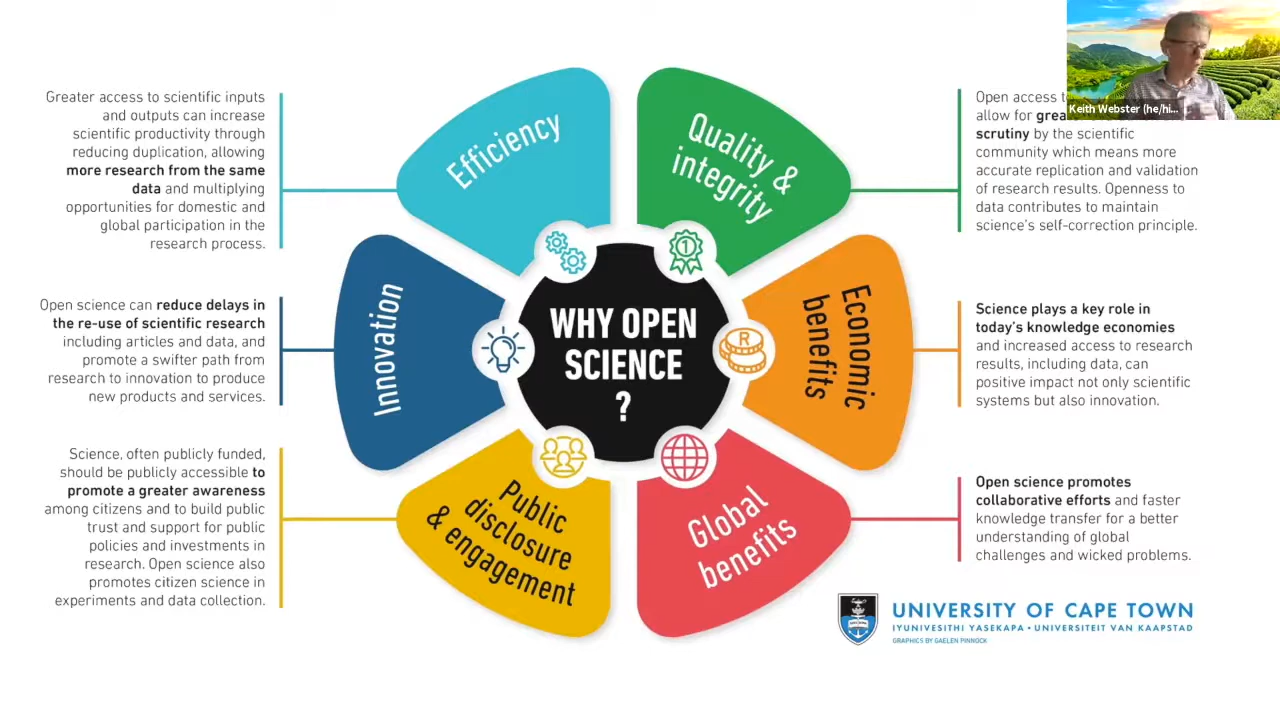 Greater access to scientific inputs
and outputs can increase
scientific productivity through
reducing duplication, allowing
more research from the same
data and multiplying
opportunities for domestic and
global participation in the
research process.
Efficiency
Quality &
integrity
Open access t
allow for grea
scrutiny by the scientific
community which means more
accurate replication and validation
of research results. Openness to
data contributes to maintain
science's self-correction principle.
Keith Webster (he/hi...
Open science can reduce delays in
the re-use of scientific research
including articles and data, and
promote a swifter path from
research to innovation to produce
new products and services.
Innovation
WHY OPEN
SCIENCE
?
1
R
Economic
benefits
Science plays a key role in
today's knowledge economies
and increased access to research
results, including data, can
positive impact not only scientific
systems but also innovation.
Science, often publicly funded,
should be publicly accessible to
promote a greater awareness
among citizens and to build public
trust and support for public
policies and investments in
research. Open science also
promotes citizen science in
experiments and data collection.
Public
disclosure
& engagement
Global
benefits
Open science promotes
collaborative efforts and faster
knowledge transfer for a better
understanding of global
challenges and wicked problems.
UNIVERSITY OF CAPE TOWN
IYUNIVESITHI YASEKAPA • UNIVERSITEIT VAN KAAPSTAD
GRAPHICS BY GAELEN PINNOCK